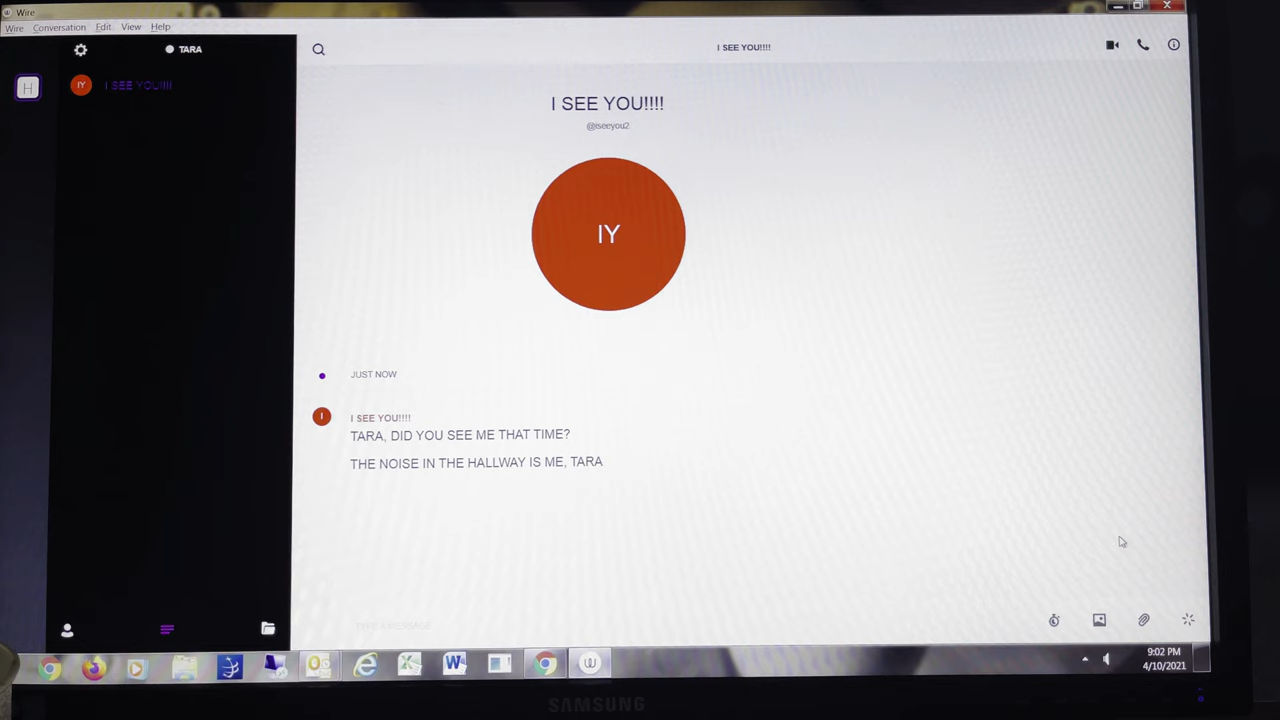 Wire
Wire Conversation Edit View Help
TARA
I SEE YOU!!!!
H
IY
I SEE YOU!!!!
I SEE YOU!!!!
@iseeyou2
IY
JUST NOW
I
I SEE YOU!!!!
TARA, DID YOU SEE ME THAT TIME?
THE NOISE IN THE HALLWAY IS ME, TARA
TYPE A MESSAGE
9:02 PM
4/10/2021
SAMSUNG